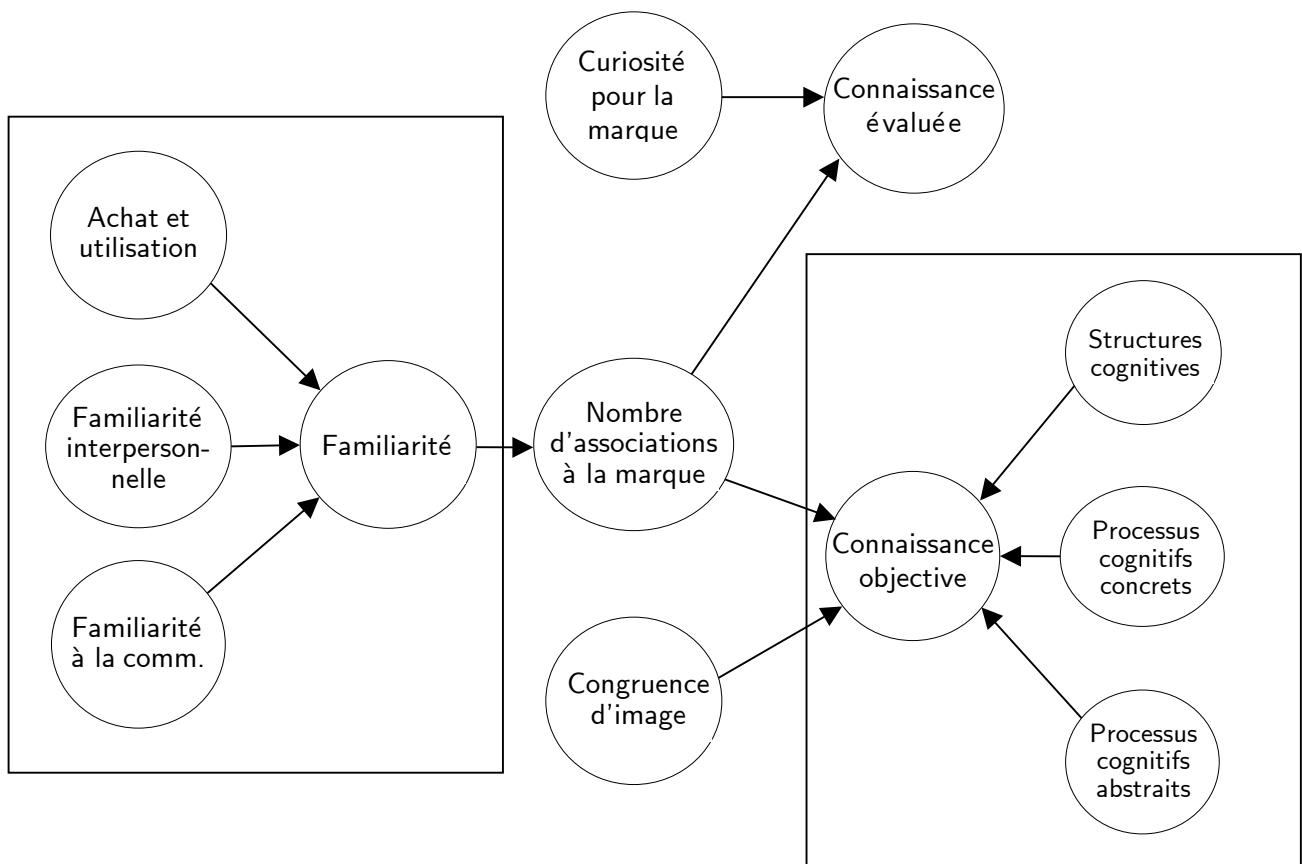 Curiosité
pour la
marque
Connaissance
évaluée
Achat et
utilisation
Familiarité
interperson-
nelle
Familiarité
à la comm.
Familiarité
Nombre
d'associations
à la marque
Congruence
d'image
Connaissance
objective
Structures
cognitives
Processus
cognitifs
concrets
Processus
cognitifs
abstraits